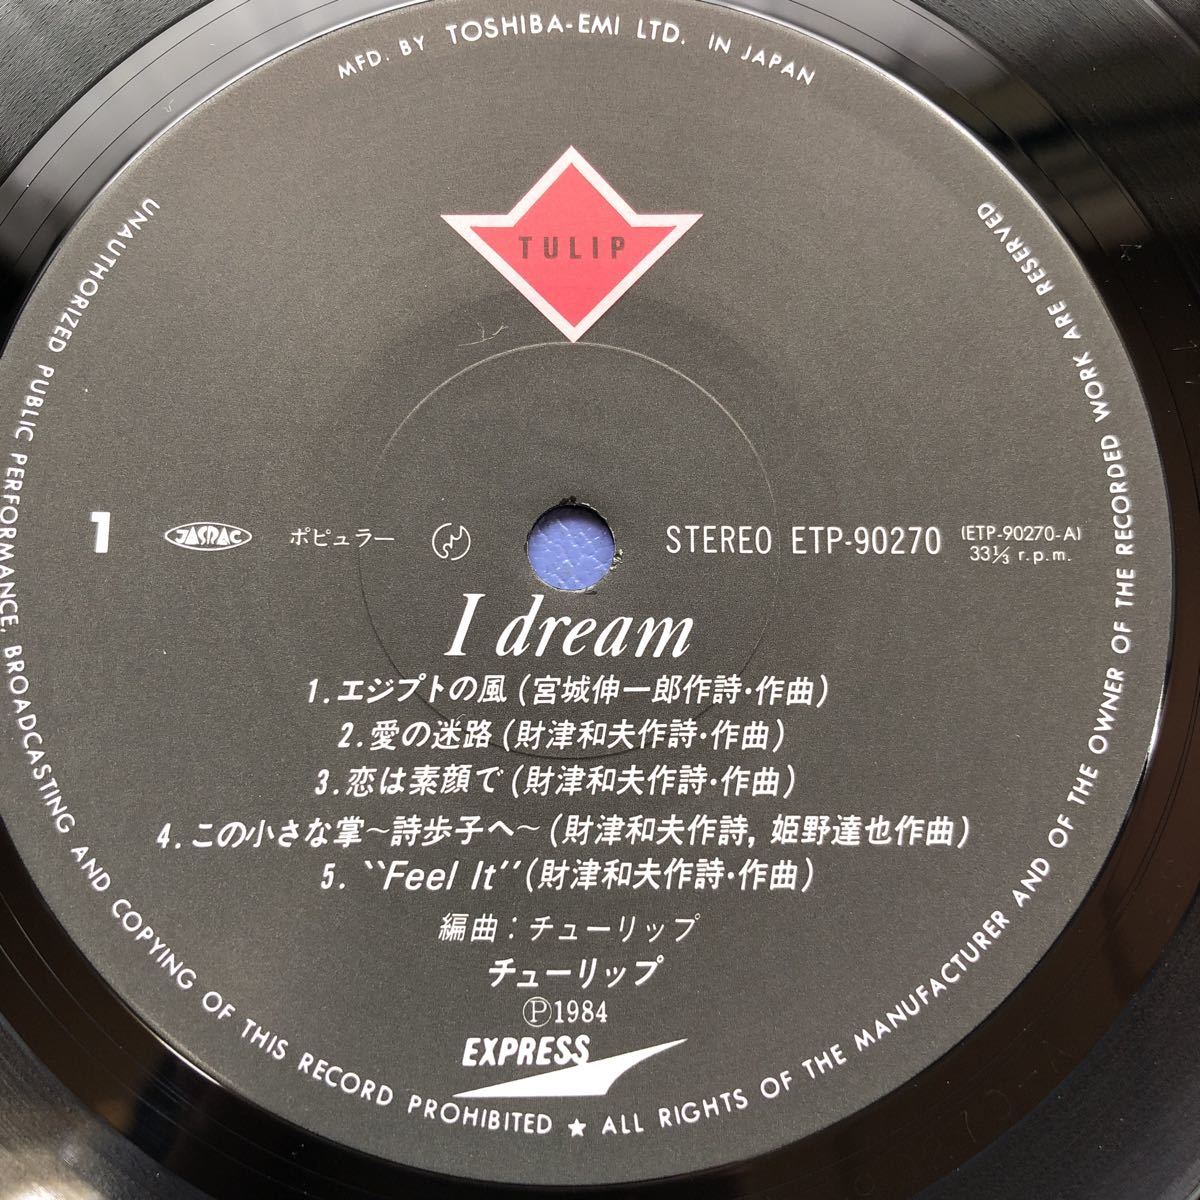 MFD. BY TOSHIBA-EMI LTD. IN JAPAN
TULIP
1
JASRAC
ポピュラー
STEREO ETP-90270
(ETP-90270-A)
33⅓ r.p.m.
I dream
1.エジプトの風(宮城伸一郎作詩・作曲)
2.愛の迷路(財津和夫作詩・作曲)
3.恋は素顔で(財津和夫作詩・作曲)
4.この小さな掌〜詩歩子へ〜(財津和夫作詩,姫野達也作曲)
5.“Feel It”(財津和夫作詩・作曲)
編曲:チューリップ
チューリップ
Ⓟ1984
EXPRESS
UNAUTHORIZED PUBLIC PERFORMANCE, BROADCASTING AND COPYING OF THIS RECORD PROHIBITED ★ ALL RIGHTS OF THE MANUFACTURER AND OF THE OWNER OF THE RECORDED WORK ARE RESERVED